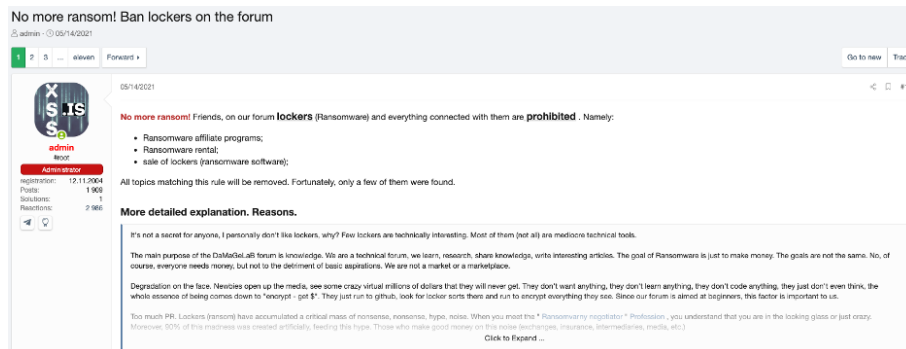 No more ransom! Ban lockers on the forum
admin · 05/14/2021
1 2 3 ... eleven Forward
Go to new Trac
05/14/2021
XSS.IS
admin
#root
Administrator
registration: 12.11.2004
Posts: 1 909
Solutions: 1
Reactions: 2 986
No more ransom! Friends, on our forum lockers (Ransomware) and everything connected with them are prohibited . Namely:
Ransomware affiliate programs;
Ransomware rental;
sale of lockers (ransomware software);
All topics matching this rule will be removed. Fortunately, only a few of them were found.
More detailed explanation. Reasons.
It's not a secret for anyone, I personally don't like lockers, why? Few lockers are technically interesting. Most of them (not all) are mediocre technical tools.
The main purpose of the DaMaGeLaB forum is knowledge. We are a technical forum, we learn, research, share knowledge, write interesting articles. The goal of Ransomware is just to make money. The goals are not the same. No, of
course, everyone needs money, but not to the detriment of basic aspirations. We are not a market or a marketplace.
Degradation on the face. Newbies open up the media, see some crazy virtual millions of dollars that they will never get. They don't want anything, they don't learn anything, they don't code anything, they just don't even think, the
whole essence of being comes down to "encrypt - get $". They just run to github, look for locker sorts there and run to encrypt everything they see. Since our forum is aimed at beginners, this factor is important to us.
Too much PR. Lockers (ransom) have accumulated a critical mass of nonsense, nonsense, hype, noise. When you meet the " Ransomvarny negotiator " Profession , you understand that you are in the looking glass or just crazy.
Moreover, 90% of this madness was created artificially, feeding this hype. Those who make good money on this noise (exchanges, insurance, intermediaries, media, etc.)
Click to Expand ...